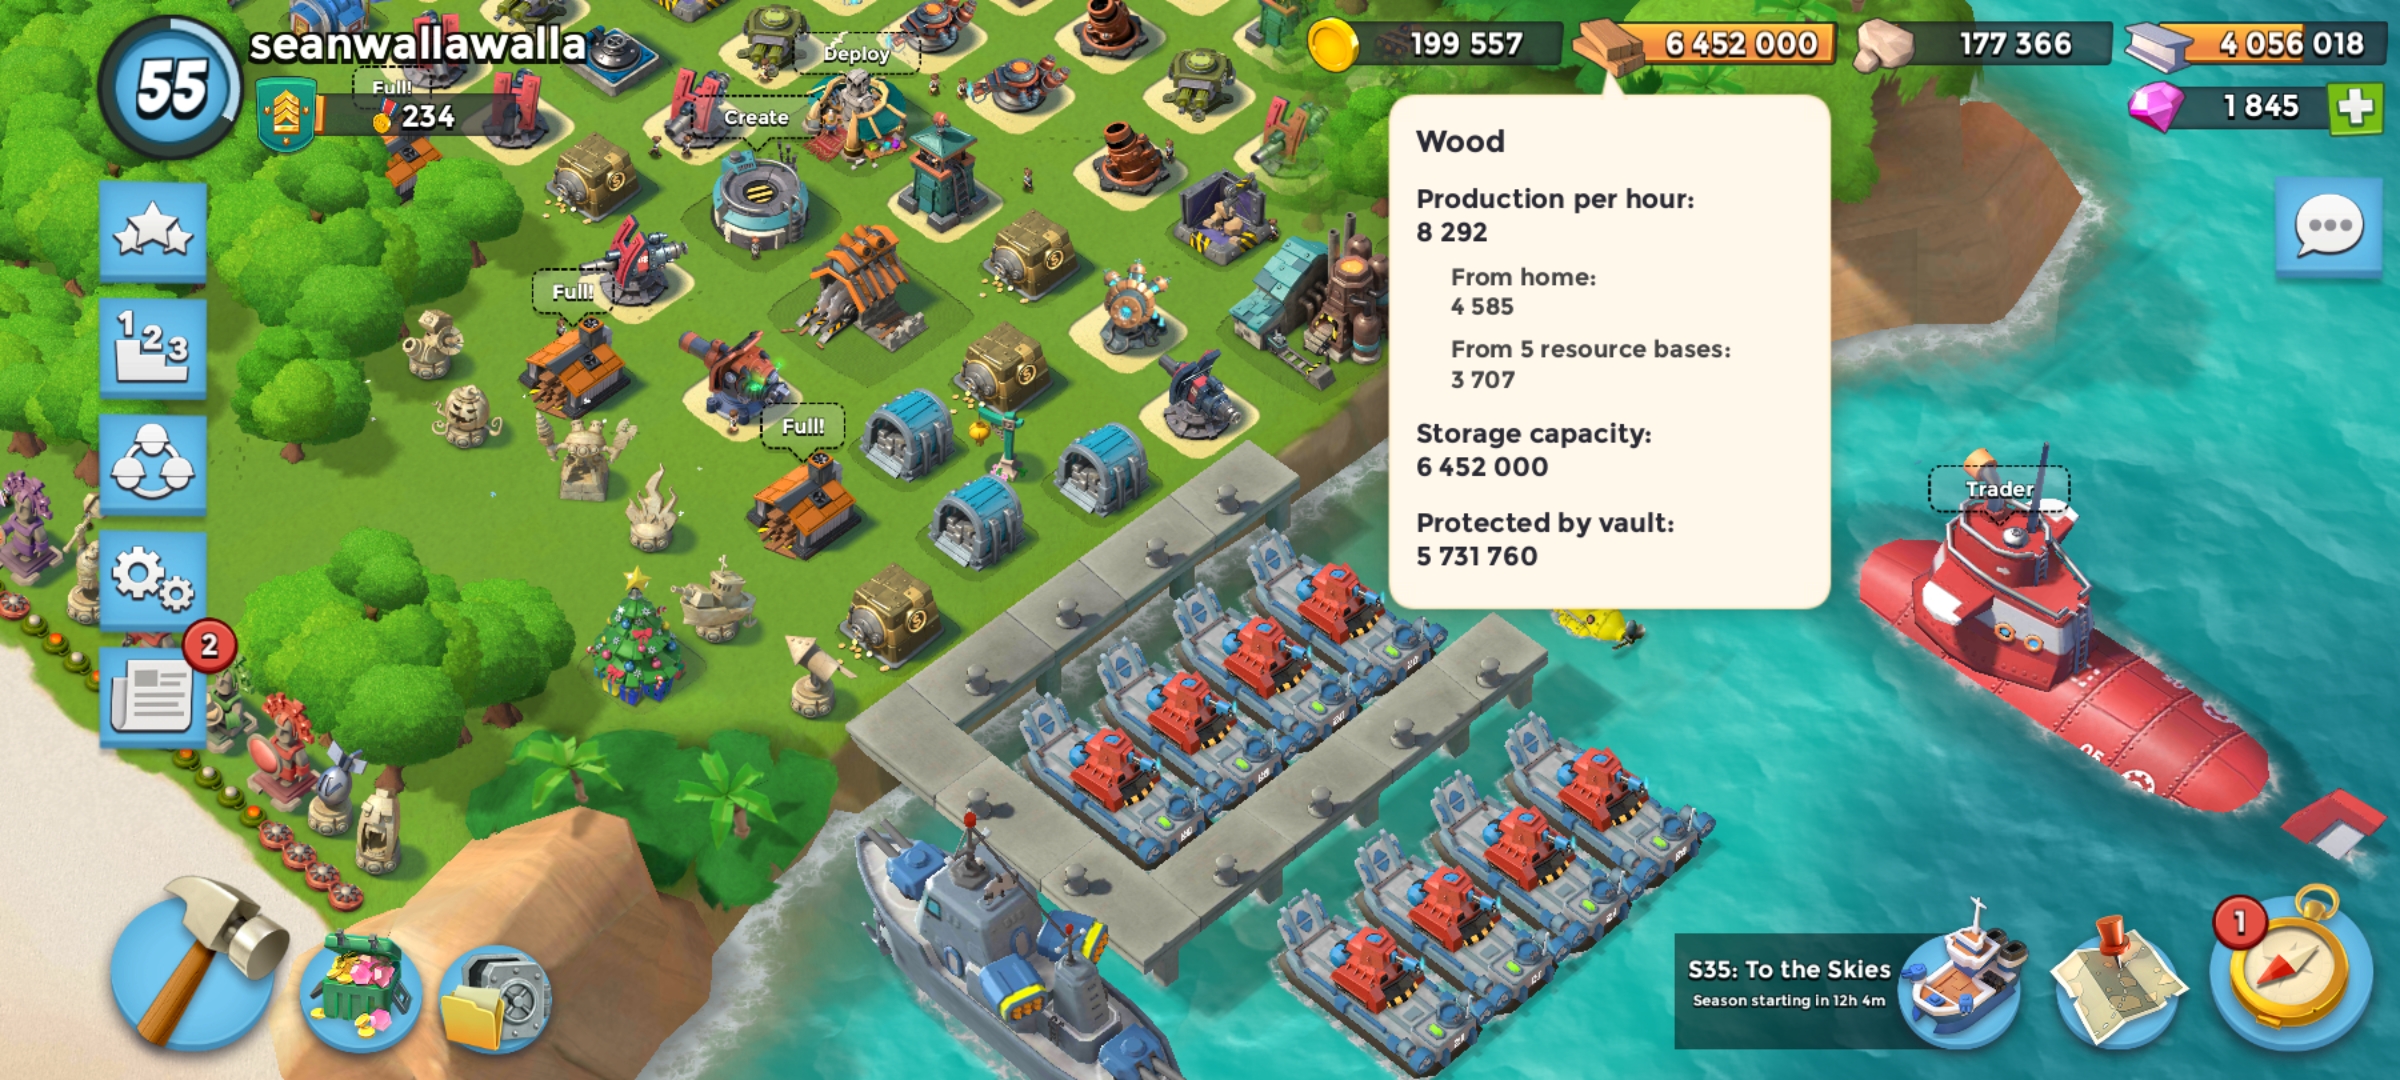 55
seanwallawalla
Full!
234
Deploy
Create
199 557
6 452 000
177 366
4 056 018
1 845
Wood
Production per hour:
8 292
From home:
4 585
From 5 resource bases:
3 707
Storage capacity:
6 452 000
Protected by vault:
5 731 760
Full!
Full!
Trader
123
2
S35: To the Skies
Season starting in 12h 4m
1